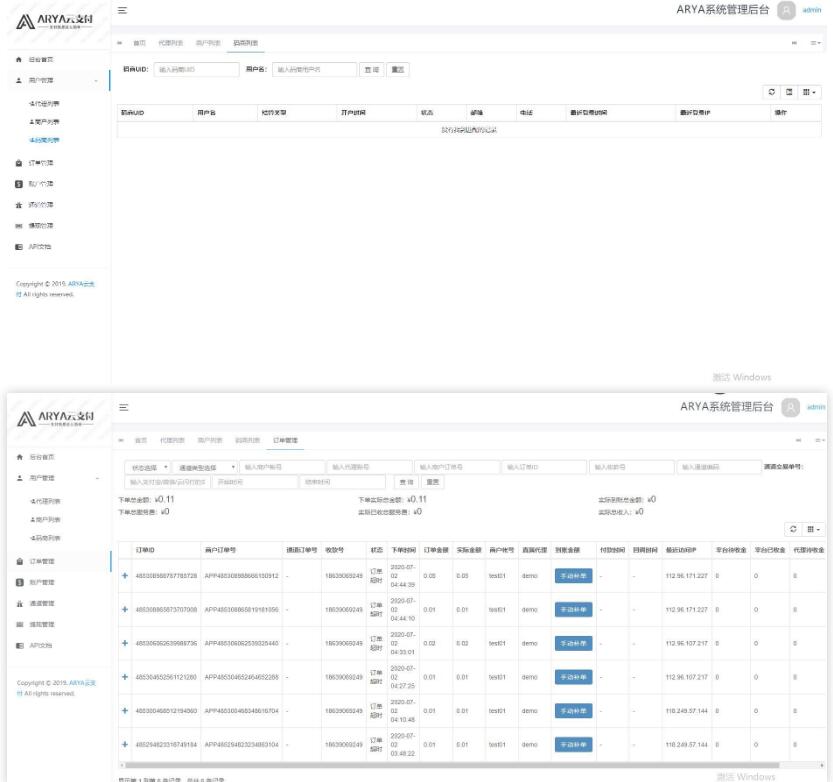 ARYA云支付
ARYA系统管理后台
admin
首页 代理列表 商户列表 码商列表
后台首页
码商UID: 输入码商UID 用户名: 输入码商用户名 查询 重置
用户管理
代理列表
商户列表
码商列表
码商UID 用户名 结算类型 开户时间 状态 邮箱 电话 最近登录时间 最近登录IP 操作
没有找到匹配的记录
订单管理
账户管理
通道管理
提现管理
API文档
Copyright © 2019. ARYA云支
付 All rights reserved.
激活 Windows
ARYA云支付
ARYA系统管理后台
admin
首页 代理列表 商户列表 码商列表 订单管理
后台首页
用户管理
代理列表
商户列表
码商列表
订单管理
账户管理
通道管理
提现管理
API文档
Copyright © 2019. ARYA云支
付 All rights reserved.
状态选择 通道类型选择 输入商户账号 输入代理账号 输入商户订单号 输入订单ID 输入收款号 输入通道编码 通道交易单号:
开始时间 结束时间 查询 重置
下单总金额: ¥0.11 下单实际总金额: ¥0.11 实际到账总金额: ¥0
下单总服务费: ¥0 实际已收总服务费: ¥0 实际总收入: ¥0
订单ID 商户订单号 通道订单号 收款号 状态 下单时间 订单金额 实际金额 商户帐号 直属代理 到账金额 付款时间 回调时间 最近访问IP 平台待收金 平台已收金 代理待收金
485308988787783728 APP485308988666180912 - 18639069249 订单超时 2020-07-02 04:44:39 0.05 0.05 test01 demo 手动补单 - - 112.96.171.227 0 0 0
485308865873707008 APP485308865819181056 - 18639069249 订单超时 2020-07-02 04:44:10 0.01 0.01 test01 demo 手动补单 - - 112.96.171.227 0 0 0
485306062639988736 APP485306062539325440 - 18639069249 订单超时 2020-07-02 04:33:01 0.02 0.02 test01 demo 手动补单 - - 112.96.107.217 0 0 0
485304652561121280 APP485304652464652288 - 18639069249 订单超时 2020-07-02 04:27:25 0.01 0.01 test01 demo 手动补单 - - 112.96.107.217 0 0 0
485300468512194560 APP485300468348616704 - 18639069249 订单超时 2020-07-02 04:10:48 0.01 0.01 test01 demo 手动补单 - - 118.249.57.144 0 0 0
485294823316749184 APP485294823234863104 - 18639069249 订单超时 2020-07-02 03:48:22 0.01 0.01 test01 demo 手动补单 - - 118.249.57.144 0 0 0
激活 Windows
显示第 1 到第 6 条记录，总共 6 条记录